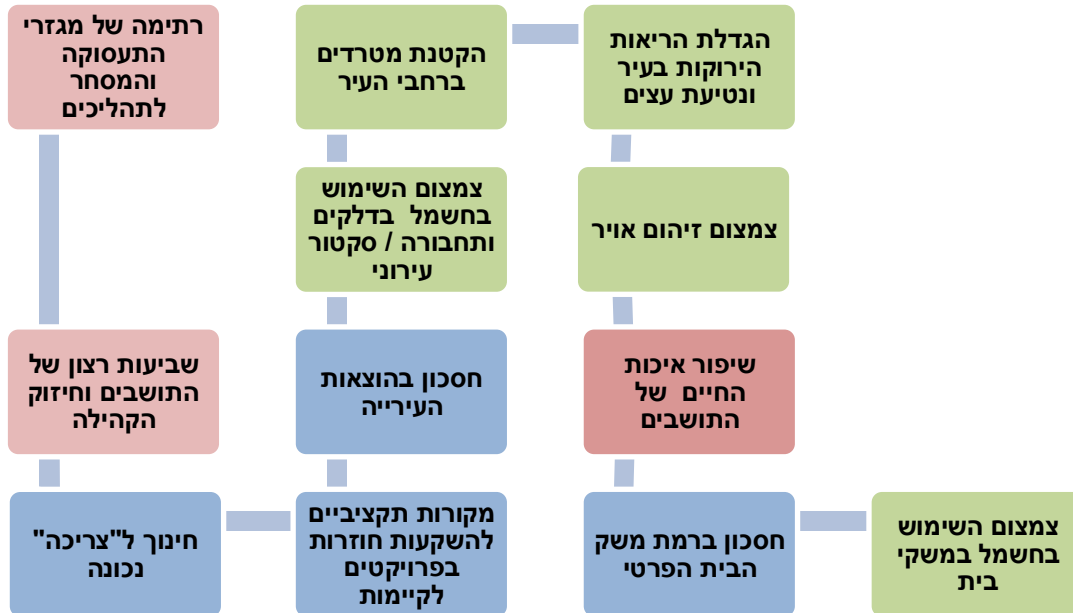 רתימה של מגזרי
התעסוקה
והמסחר
לתהליכים
שביעות רצון של
התושבים וחיזוק
הקהילה
חינוך ל"צריכה"
נכונה
מקורות תקציביים
להשקעות חוזרות
בפרויקטים
לקיימות
חסכון בהוצאות
העירייה
צמצום השימוש
בחשמל בדלקים
ותחבורה / סקטור
עירוני
הקטנת מטרדים
ברחבי העיר
הגדלת הריאות
הירוקות בעיר
ונטיעת עצים
צמצום זיהום אויר
שיפור איכות
החיים של
התושבים
חסכון ברמת משק
הבית הפרטי
צמצום השימוש
בחשמל במשקי
בית